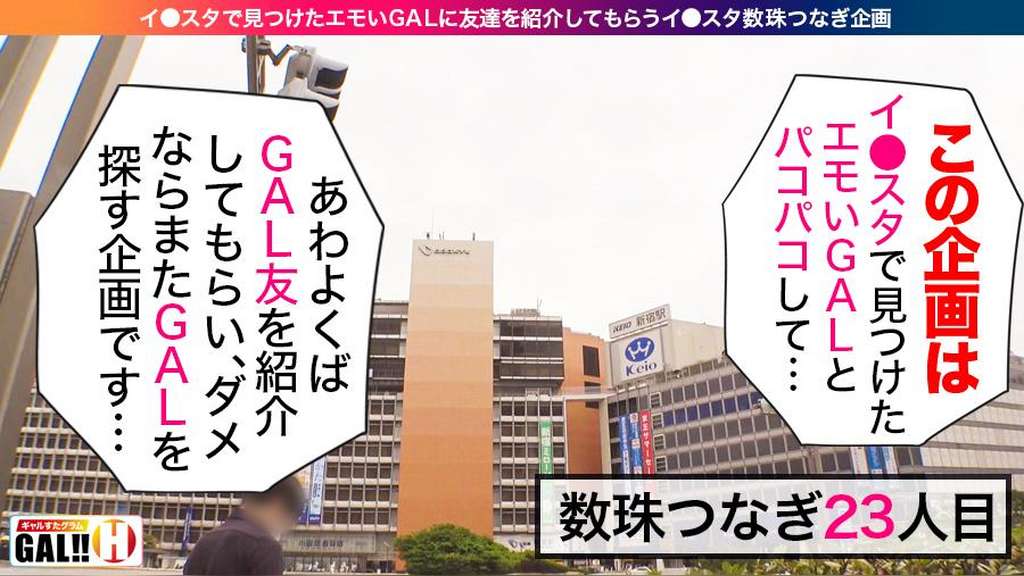 イ●スタで見つけたエモいGALに友達を紹介してもらうイ●スタ数珠つなぎ企画
この企画は
イ●スタで見つけた
エモいGALと
パコパコして…
あわよくば
GAL友を紹介
してもらい、ダメ
ならまたGALを
探す企画です…
ODAKYU
KEIO 新宿駅
Keio
数珠つなぎ23人目
ギャルすたグラム
GAL!! H